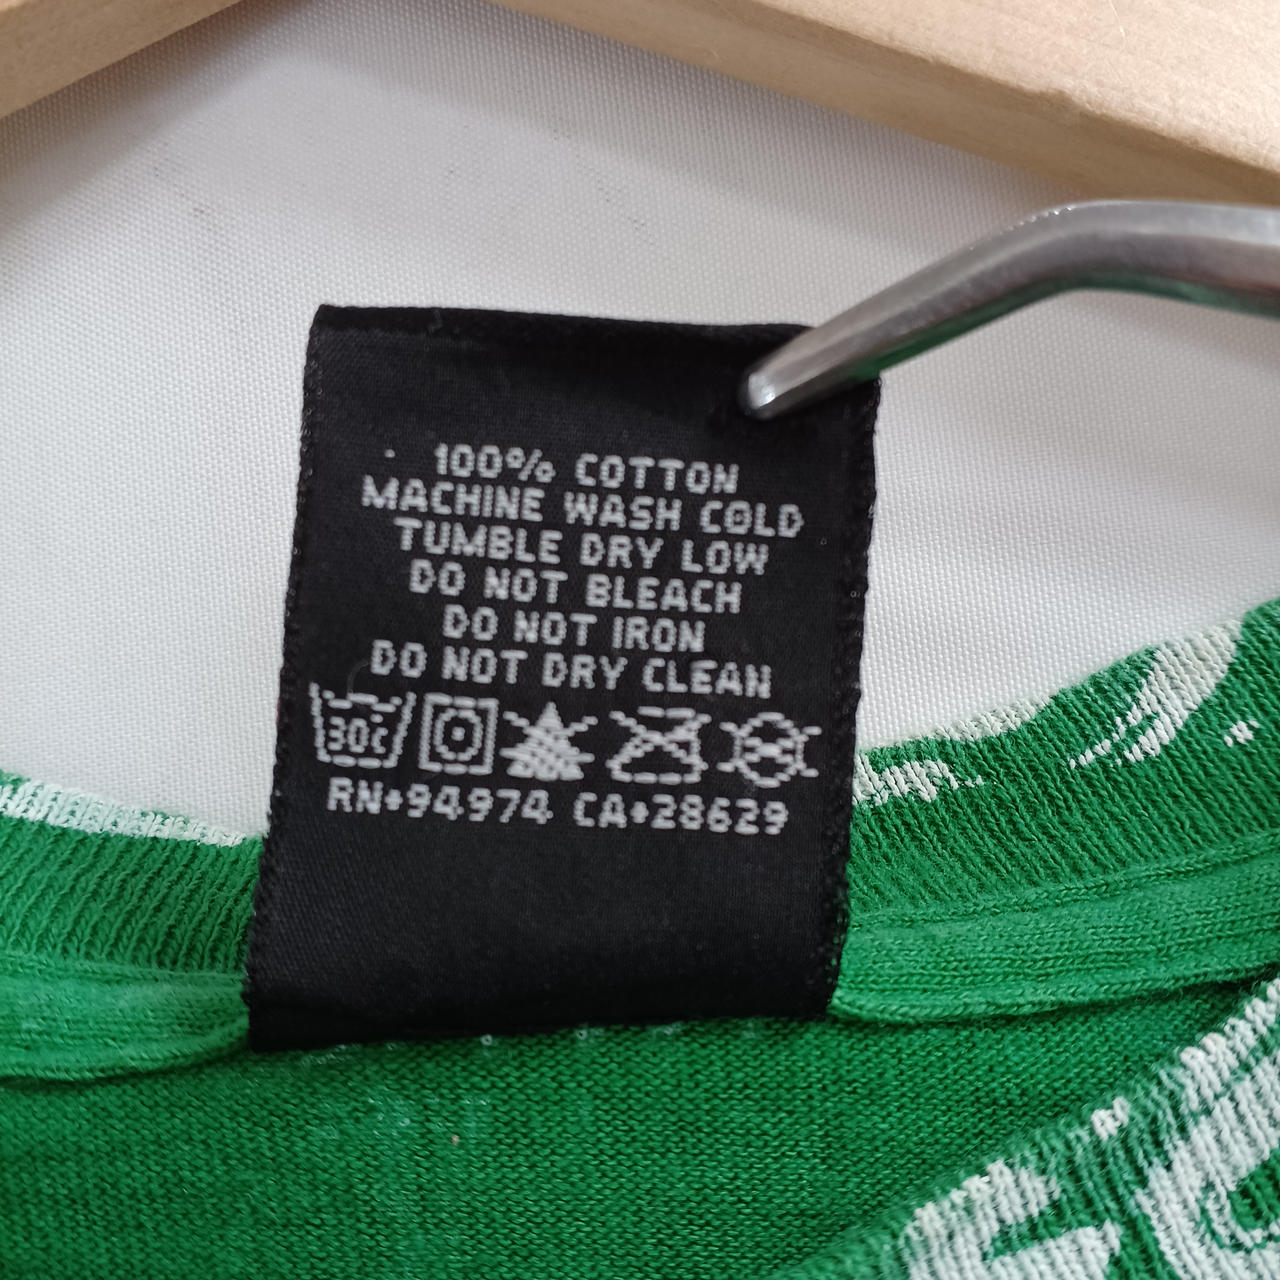 100% COTTON
MACHINE WASH COLD
TUMBLE DRY LOW
DO NOT BLEACH
DO NOT IRON
DO NOT DRY CLEAN
30c
RN*94974 CA*28629